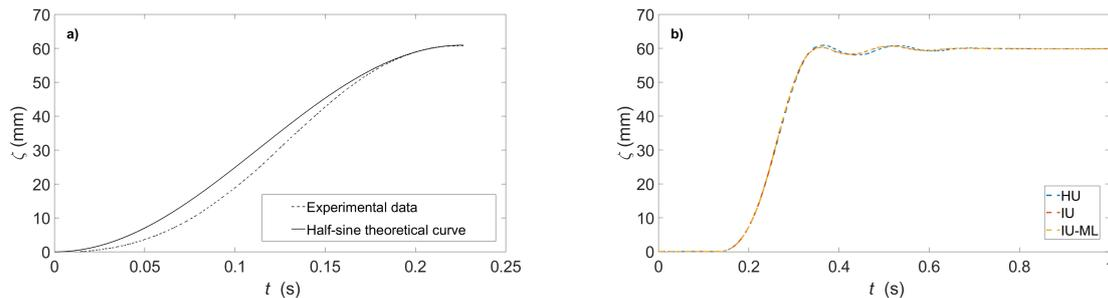 a)
70
60
50
40
30
20
10
0
ζ (mm)
0 0.05 0.1 0.15 0.2 0.25
t (s)
Experimental data
Half-sine theoretical curve
b)
70
60
50
40
30
20
10
0
ζ (mm)
0 0.2 0.4 0.6 0.8 1
t (s)
HU
IU
IU-ML